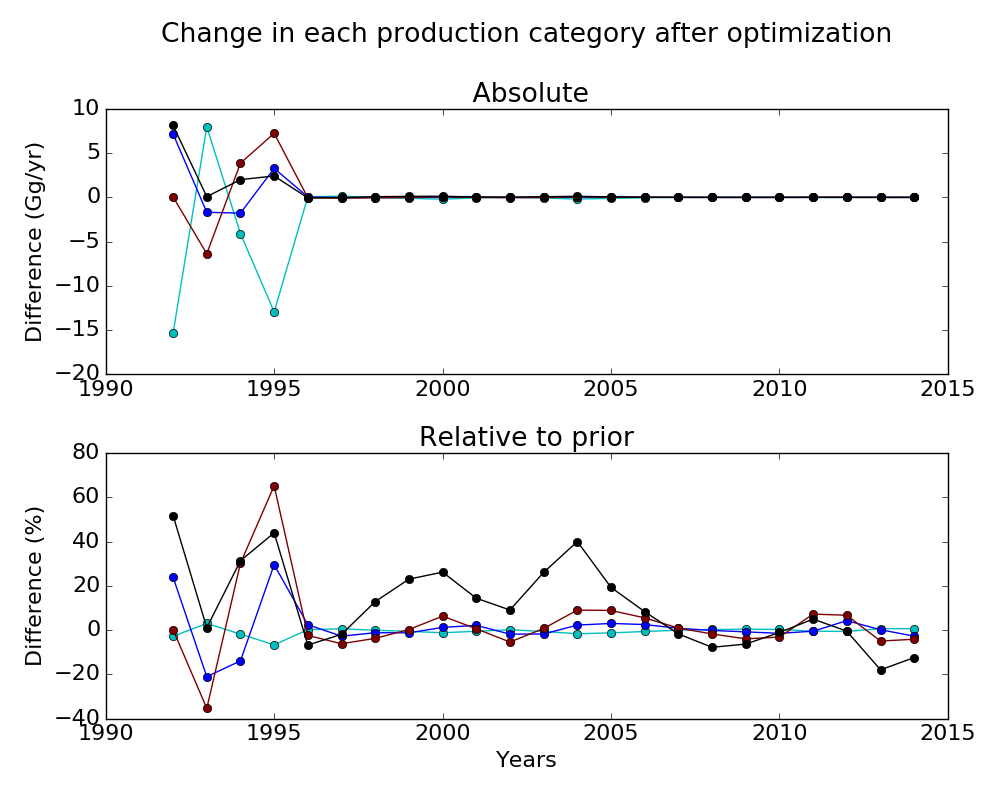 Change in each production category after optimization
Absolute
Difference (Gg/yr)
10
5
0
−5
−10
−15
−20
1990 1995 2000 2005 2010 2015
Relative to prior
Difference (%)
80
60
40
20
0
−20
−40
1990 1995 2000 2005 2010 2015
Years